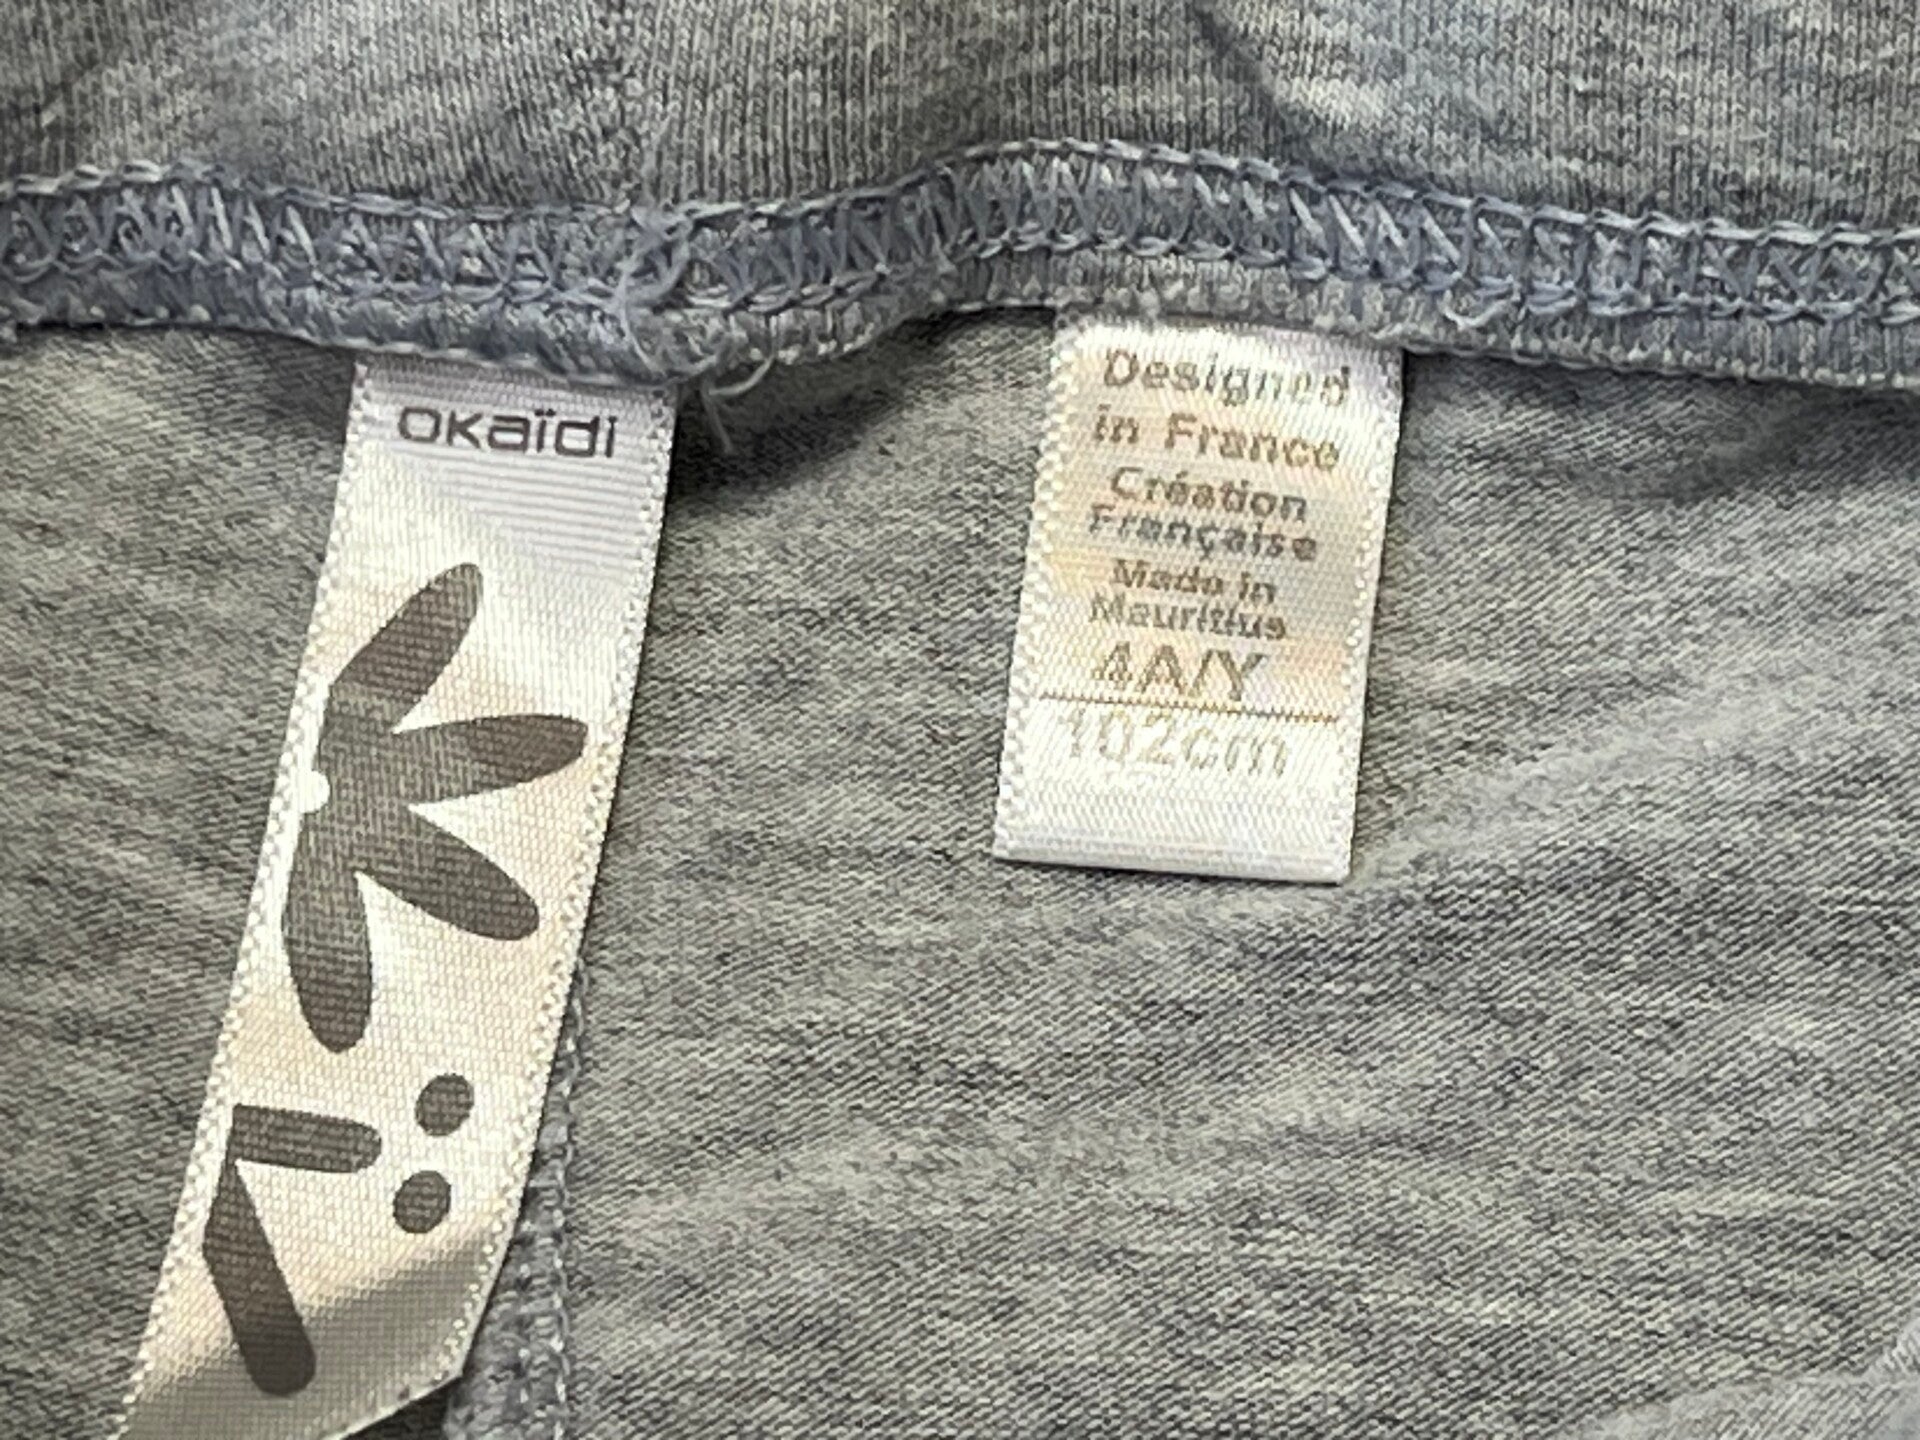 OKAÏDI
Designed
in France
Création
Française
Made in
Mauritius
4A/Y
102cm